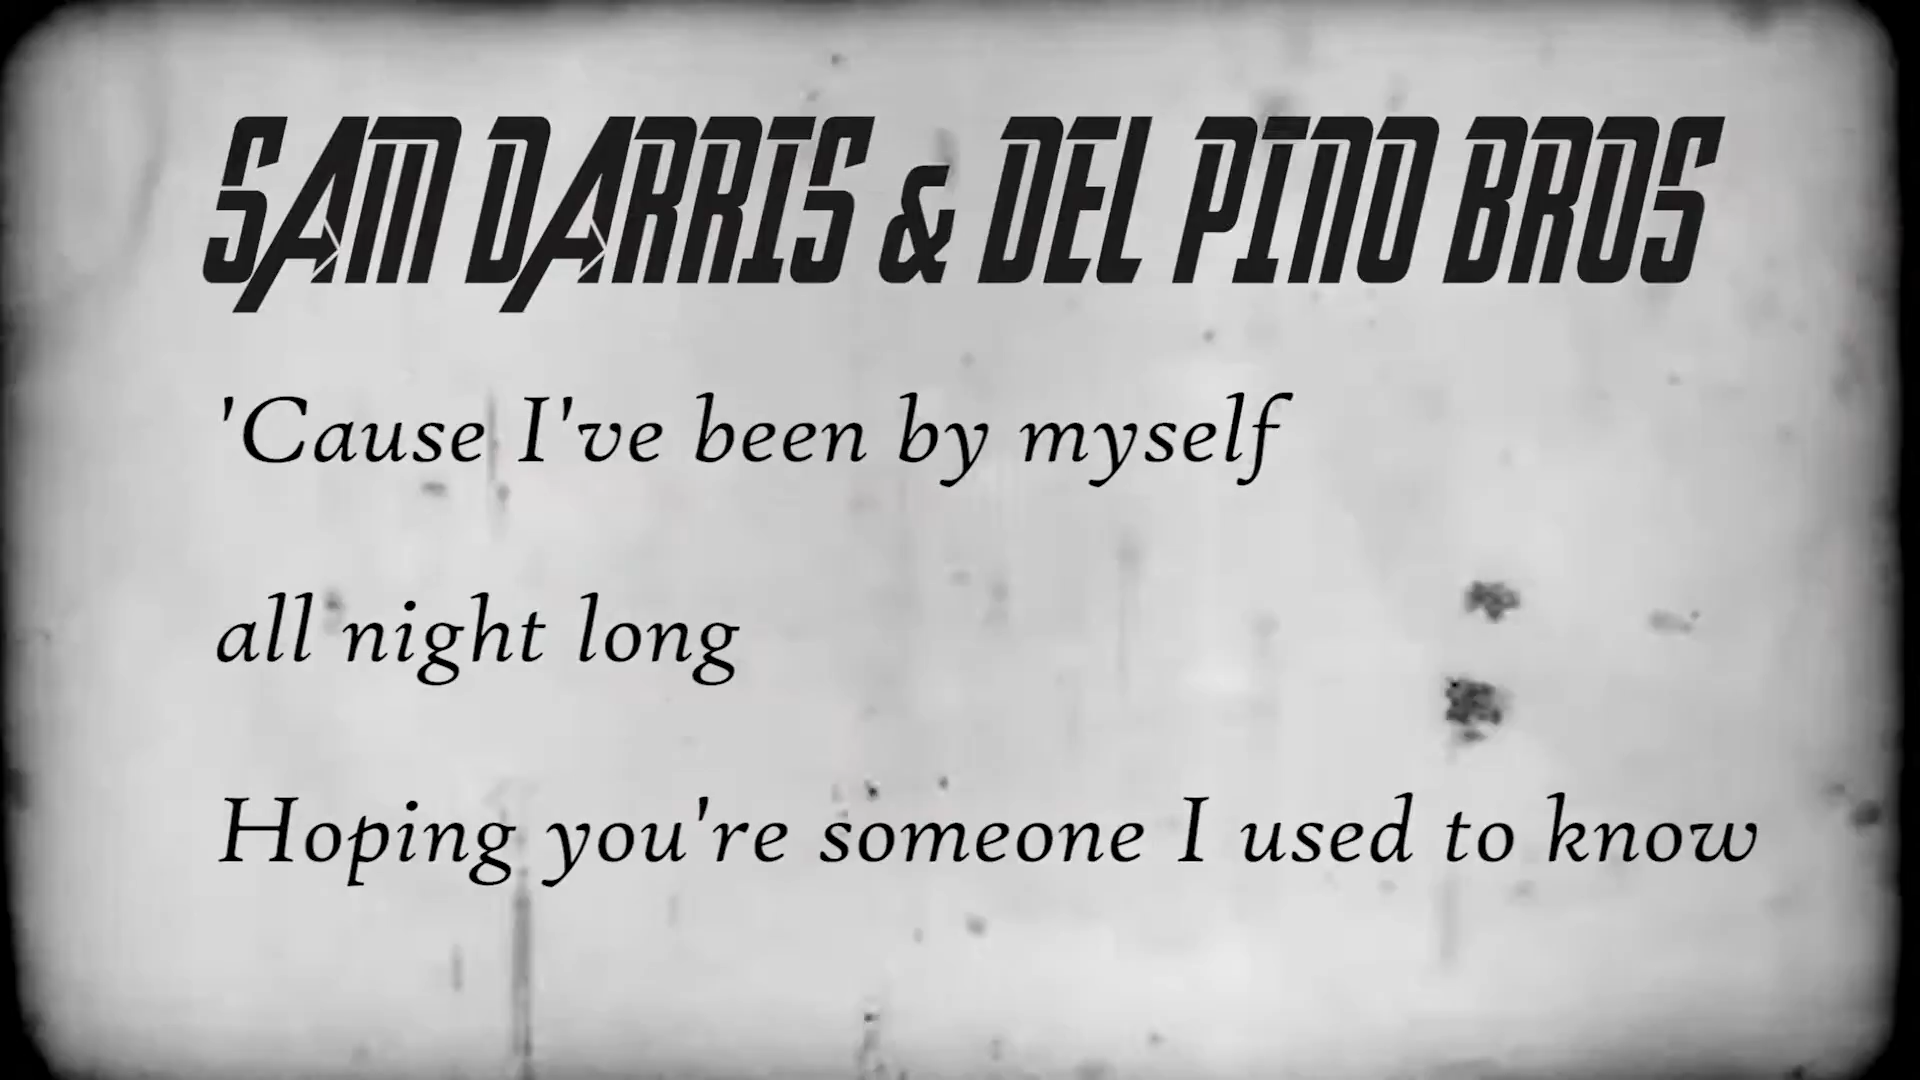 SAM DARRIS & DEL PINO BROS
'Cause I've been by myself
all night long
Hoping you're someone I used to know